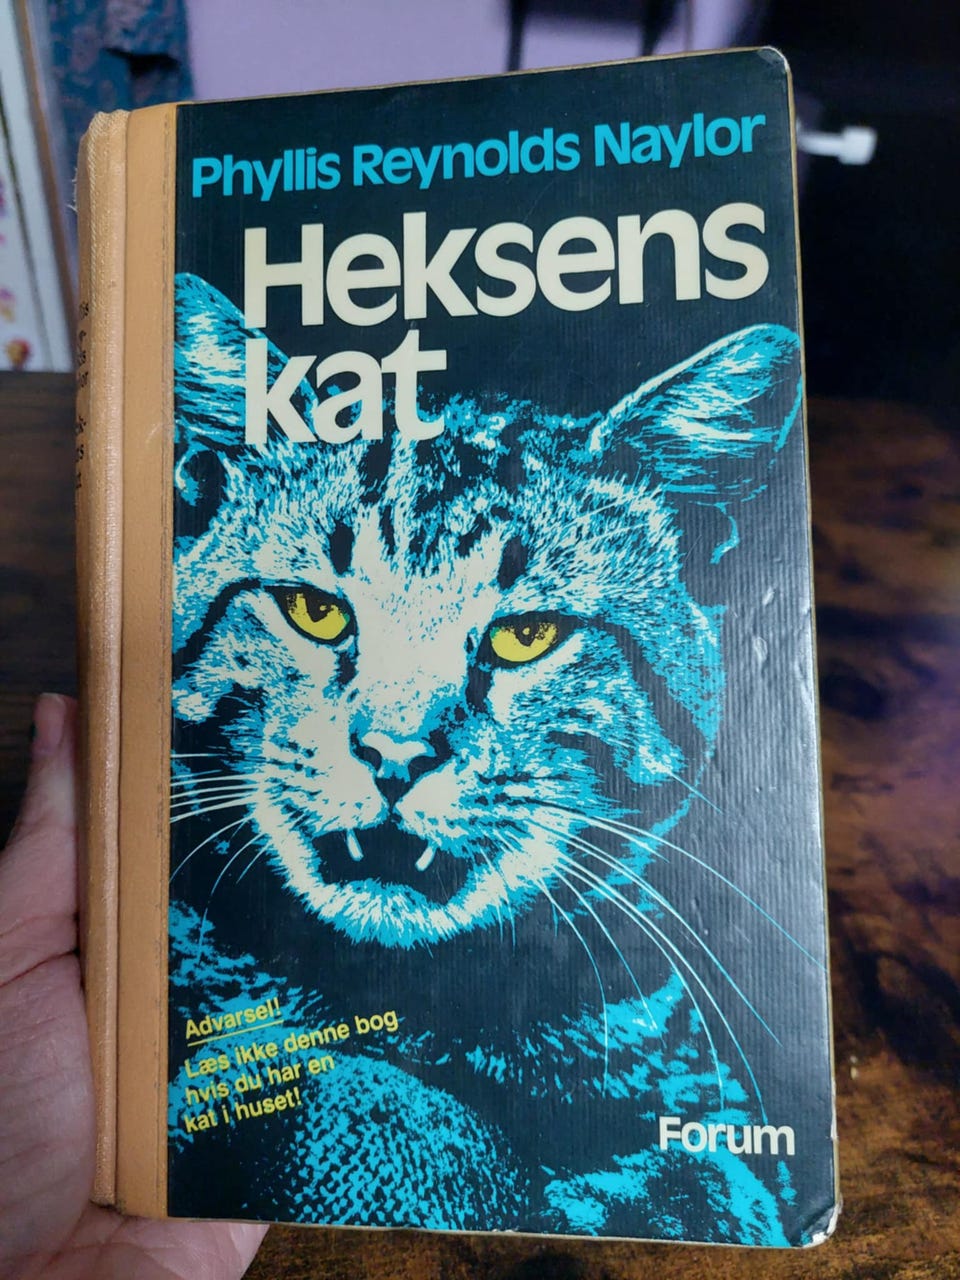 Phyllis Reynolds Naylor
Heksens
kat
Advarsel!
Læs ikke denne bog
hvis du har en
kat i huset!
Forum